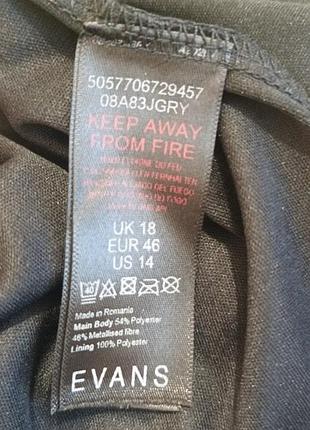 5057706729457
08A83JGRY
KEEP AWAY
FROM FIRE
UK 18
EUR 46
US 14
40
Made in Romania
Main Body 54% Polyester
46% Metallised fibre
Lining 100% Polyester
EVANS